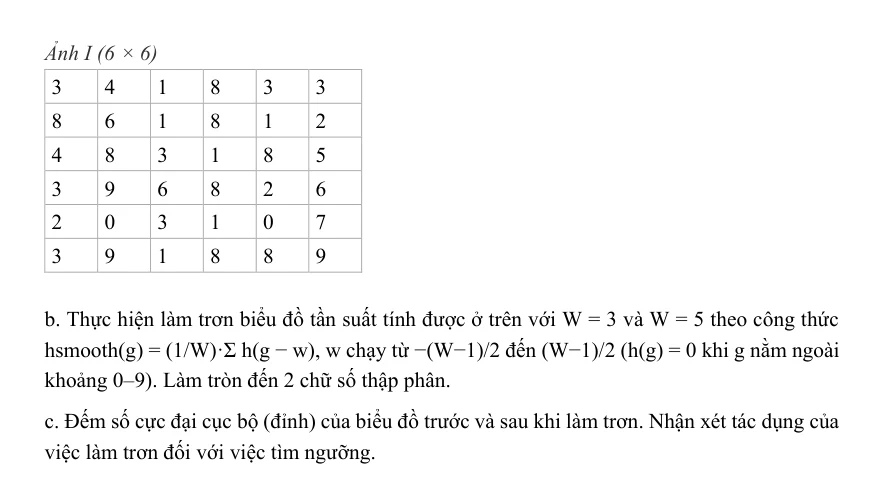 Ảnh I (6 × 6)
3 4 1 8 3 3
8 6 1 8 1 2
4 8 3 1 8 5
3 9 6 8 2 6
2 0 3 1 0 7
3 9 1 8 8 9
b. Thực hiện làm trơn biểu đồ tần suất tính được ở trên với W = 3 và W = 5 theo công thức
hsmooth(g) = (1/W)·Σ h(g − w), w chạy từ −(W−1)/2 đến (W−1)/2 (h(g) = 0 khi g nằm ngoài
khoảng 0–9). Làm tròn đến 2 chữ số thập phân.
c. Đếm số cực đại cục bộ (đỉnh) của biểu đồ trước và sau khi làm trơn. Nhận xét tác dụng của
việc làm trơn đối với việc tìm ngưỡng.